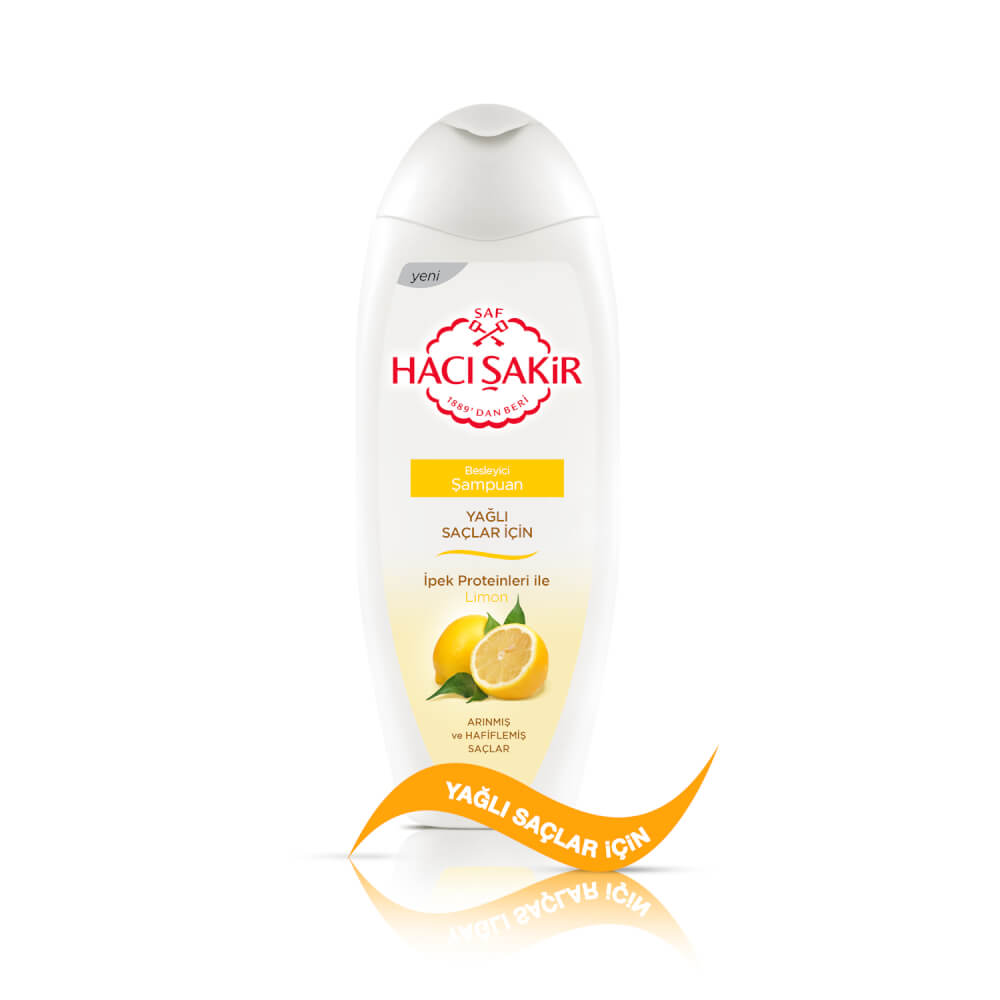 yeni
SAF
HACI ŞAKİR
1889' DAN BERİ
Besleyici
Şampuan
YAĞLI
SAÇLAR İÇİN
İpek Proteinleri ile
Limon
ARINMIŞ
ve HAFİFLEMİŞ
SAÇLAR
YAĞLI SAÇLAR İÇİN